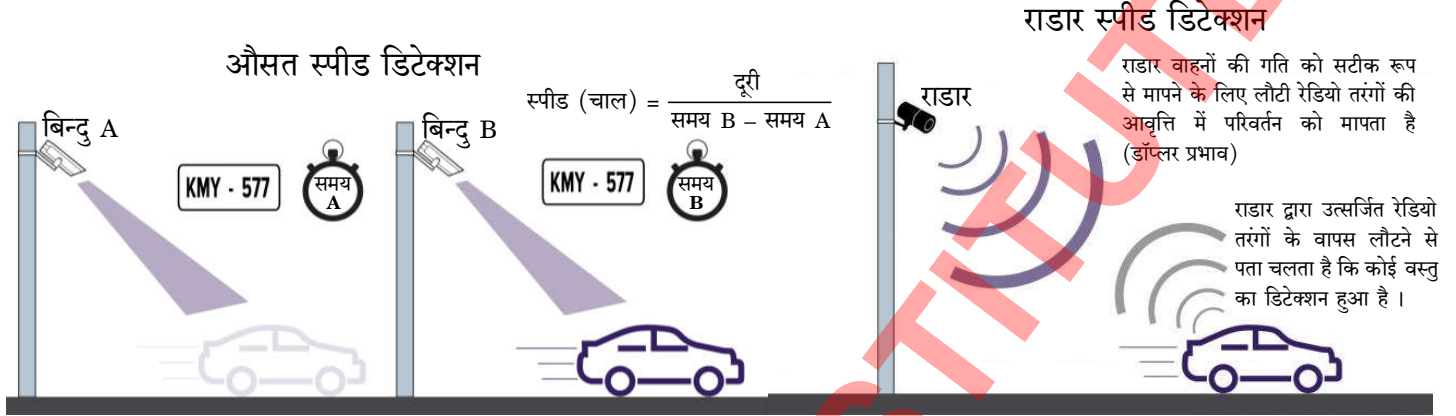 औसत स्पीड डिटेक्शन
बिन्दु A
KMY - 577
समय
A
बिन्दु B
स्पीड (चाल) = दूरी / समय B – समय A
KMY - 577
समय
B
राडार स्पीड डिटेक्शन
राडार
राडार वाहनों की गति को सटीक रूप
से मापने के लिए लौटी रेडियो तरंगों की
आवृत्ति में परिवर्तन को मापता है
(डॉप्लर प्रभाव)
राडार द्वारा उत्सर्जित रेडियो
तरंगों के वापस लौटने से
पता चलता है कि कोई वस्तु
का डिटेक्शन हुआ है ।